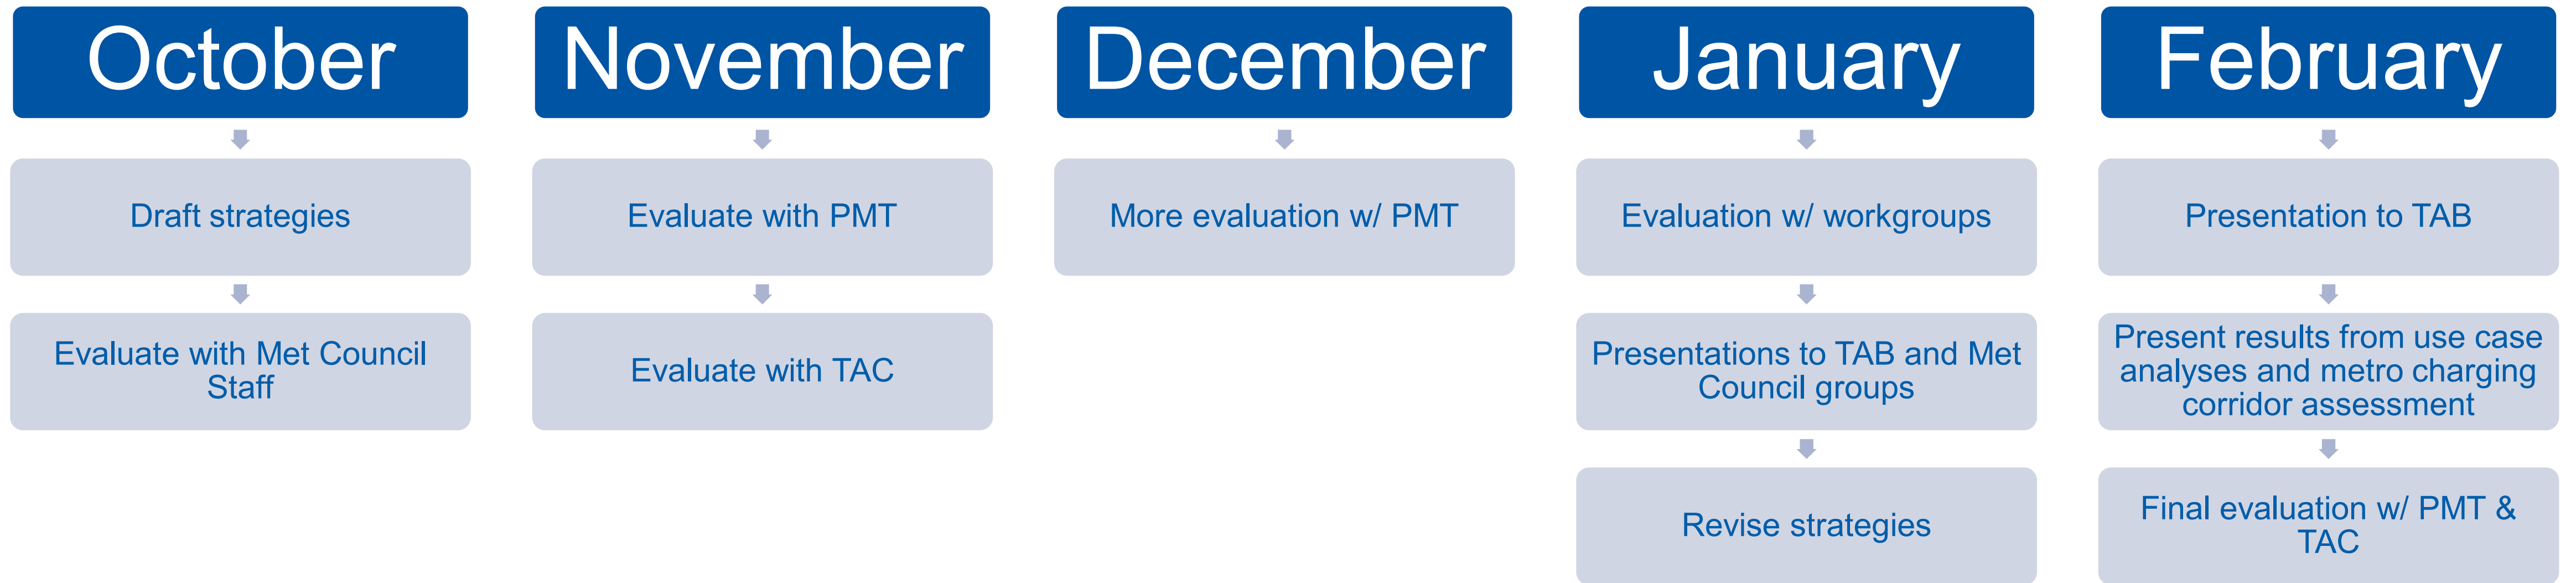 October
Draft strategies
Evaluate with Met Council
Staff
November
Evaluate with PMT
Evaluate with TAC
December
More evaluation w/ PMT
January
Evaluation w/ workgroups
Presentations to TAB and Met
Council groups
Revise strategies
February
Presentation to TAB
Present results from use case
analyses and metro charging
corridor assessment
Final evaluation w/ PMT &
TAC